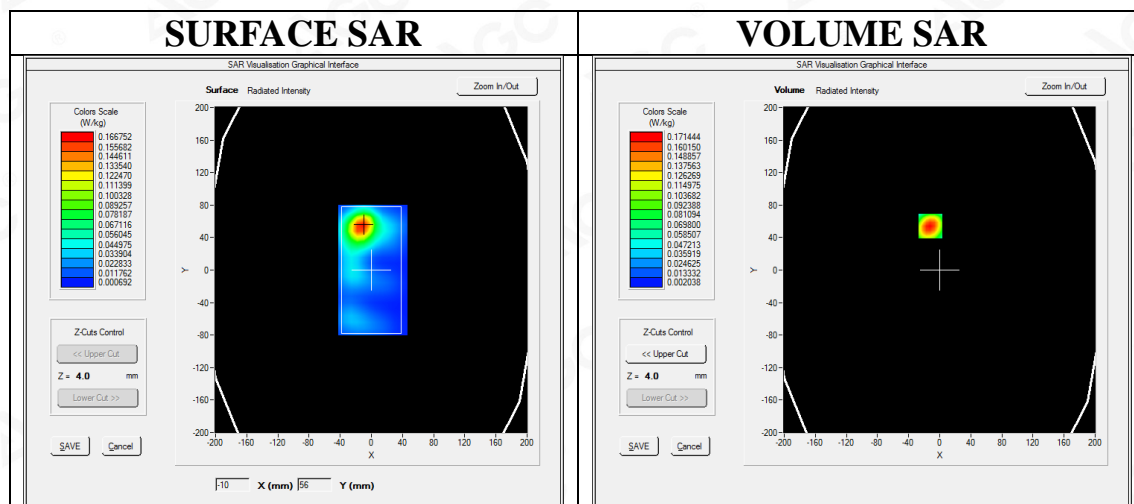 SURFACE SAR
SAR Visualisation Graphical Interface
Surface Radiated Intensity
Zoom In/Out
Colors Scale
(W/kg)
0.166752
0.155682
0.144611
0.133540
0.122470
0.111399
0.100328
0.089257
0.078187
0.067116
0.056045
0.044975
0.033904
0.022833
0.011762
0.000692
Z-Cuts Control
<< Upper Cut
Z = 4.0 mm
Lower Cut >>
SAVE Cancel
200
160
120
80
40
Y 0
-40
-80
-120
-160
-200
-200 -160 -120 -80 -40 0 40 80 120 160 200
X
-10 X (mm) 56 Y (mm)
VOLUME SAR
SAR Visualisation Graphical Interface
Volume Radiated Intensity
Zoom In/Out
Colors Scale
(W/kg)
0.171444
0.160150
0.148857
0.137563
0.126269
0.114975
0.103682
0.092388
0.081094
0.069800
0.058507
0.047213
0.035919
0.024625
0.013332
0.002038
Z-Cuts Control
<< Upper Cut
Z = 4.0 mm
Lower Cut >>
SAVE Cancel
200
160
120
80
40
Y 0
-40
-80
-120
-160
-200
-200 -160 -120 -80 -40 0 40 80 120 160 200
X